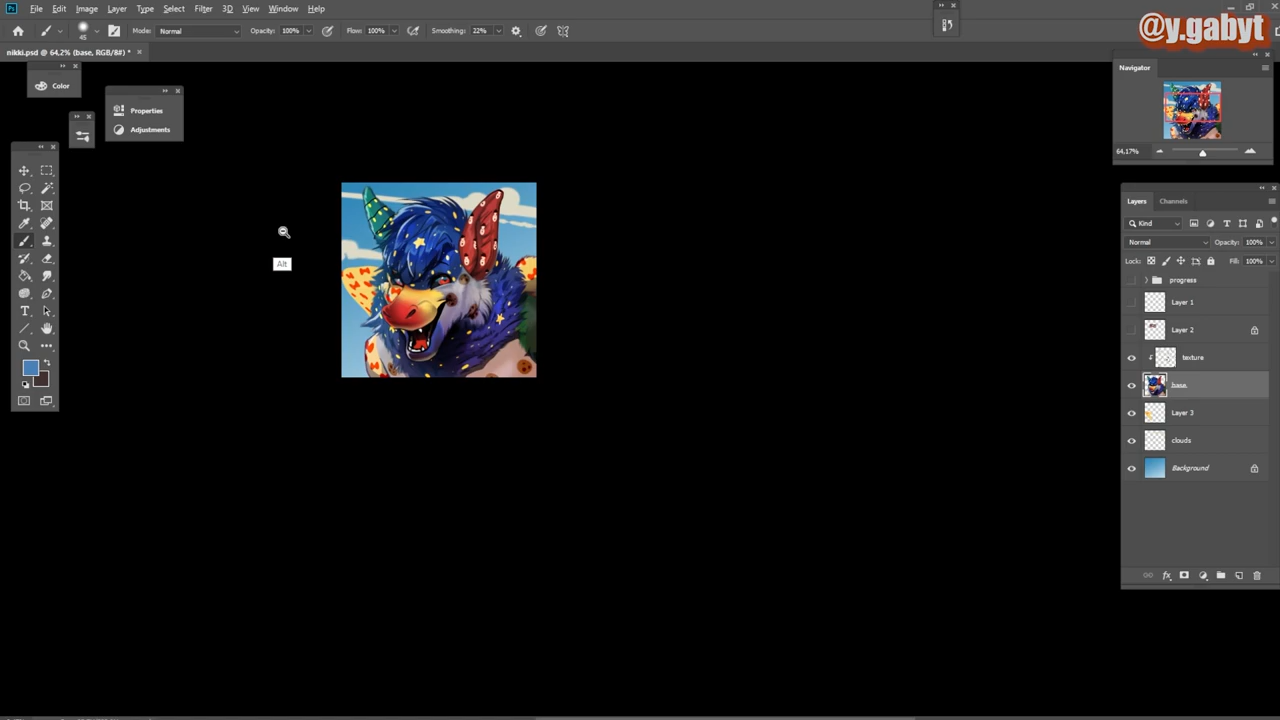 Ps File Edit Image Layer Type Select Filter 3D View Window Help
45 Mode: Normal Opacity: 100% Flow: 100% Smoothing: 22%
@y.gabyt
nikki.psd @ 64,2% (base, RGB/8#) * ×
Color
Properties
Adjustments
Alt
Navigator
64,17%
Layers Channels
Kind
Normal Opacity: 100%
Lock: Fill: 100%
progress
Layer 1
Layer 2
texture
base
Layer 3
clouds
Background